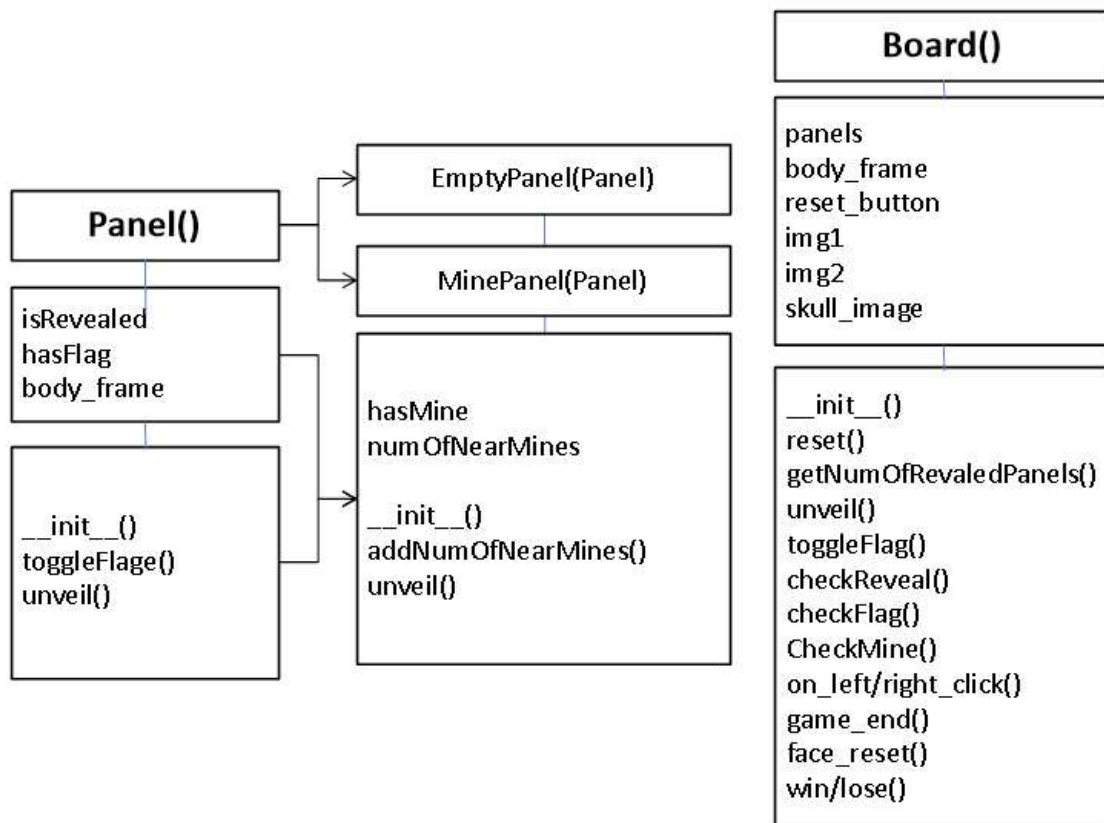 Panel()
isRevealed
hasFlag
body_frame
__init__()
toggleFlage()
unveil()
EmptyPanel(Panel)
MinePanel(Panel)
hasMine
numOfNearMines
__init__()
addNumOfNearMines()
unveil()
Board()
panels
body_frame
reset_button
img1
img2
skull_image
__init__()
reset()
getNumOfRevaledPanels()
unveil()
toggleFlag()
checkReveal()
checkFlag()
CheckMine()
on_left/right_click()
game_end()
face_reset()
win/lose()